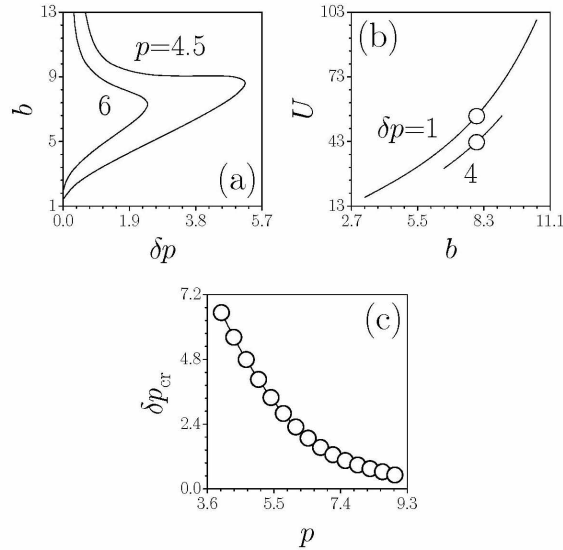 13
9
5
1
b
p=4.5
6
(a)
0.0 1.9 3.8 5.7
δp
103
73
43
13
U
(b)
δp=1
4
2.7 5.5 8.3 11.1
b
7.2
4.8
2.4
0.0
δp_cr
(c)
3.6 5.5 7.4 9.3
p